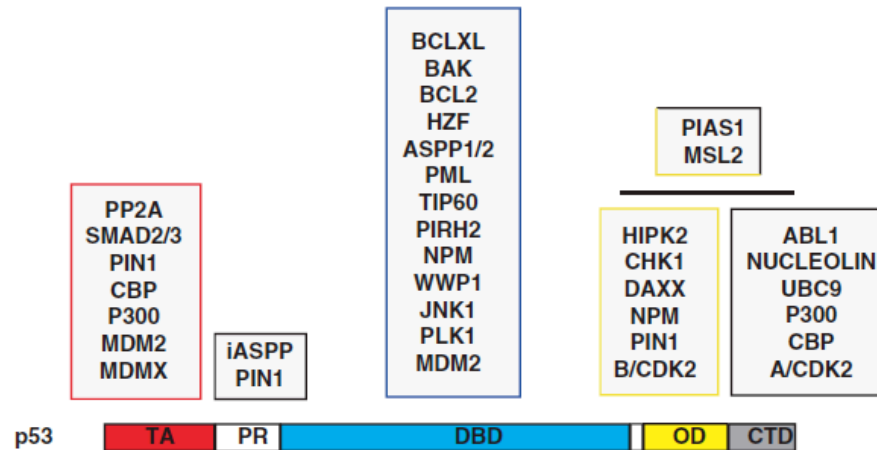 PP2A
SMAD2/3
PIN1
CBP
P300
MDM2
MDMX
iASPP
PIN1
BCLXL
BAK
BCL2
HZF
ASPP1/2
PML
TIP60
PIRH2
NPM
WWP1
JNK1
PLK1
MDM2
PIAS1
MSL2
HIPK2
CHK1
DAXX
NPM
PIN1
B/CDK2
ABL1
NUCLEOLIN
UBC9
P300
CBP
A/CDK2
p53 TA PR DBD OD CTD